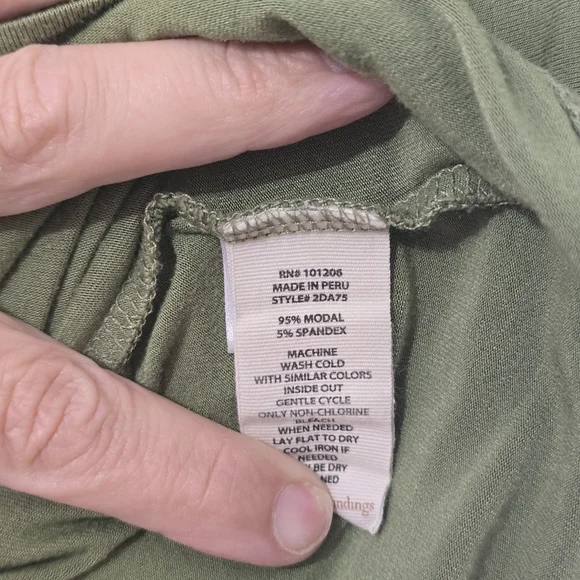 RN# 101206
MADE IN PERU
STYLE# 2DA75
95% MODAL
5% SPANDEX
MACHINE
WASH COLD
WITH SIMILAR COLORS
INSIDE OUT
GENTLE CYCLE
ONLY NON-CHLORINE
BLEACH
WHEN NEEDED
LAY FLAT TO DRY
COOL IRON IF
NEEDED
BE DRY